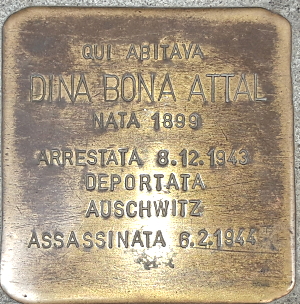 QUI ABITAVA
DINA BONA ATTAL
NATA 1899
ARRESTATA 8.12.1943
DEPORTATA
AUSCHWITZ
ASSASSINATA 6.2.1944